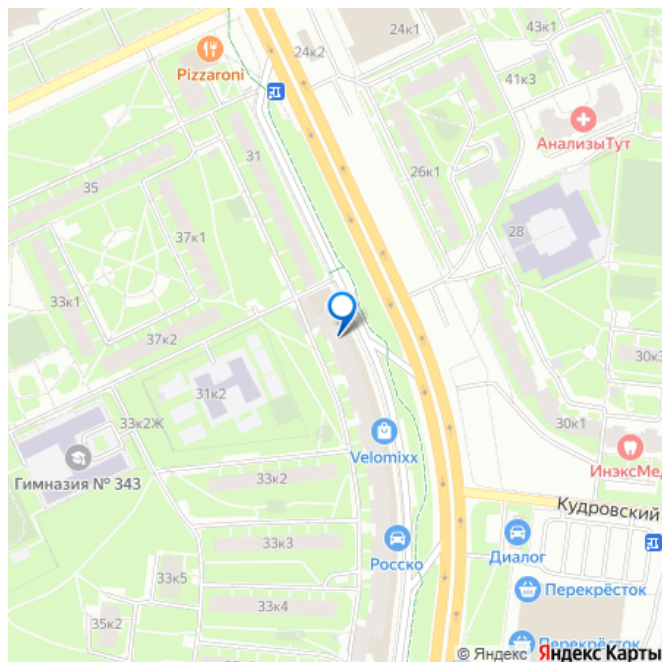 24к1
43к1
24к2
Pizzaroni
41к3
АнализыТут
31
26к1
35
37к1
28
33к1
37к2
30к3
31к2
33к2Ж
30к1
Velomixx
ИнэксМед
Гимназия № 343
33к2
Кудровский
33к3
Диалог
Росско
33к5
Перекрёсток
33к4
35к2
Перекрёсток
© Яндекс Яндекс Карты